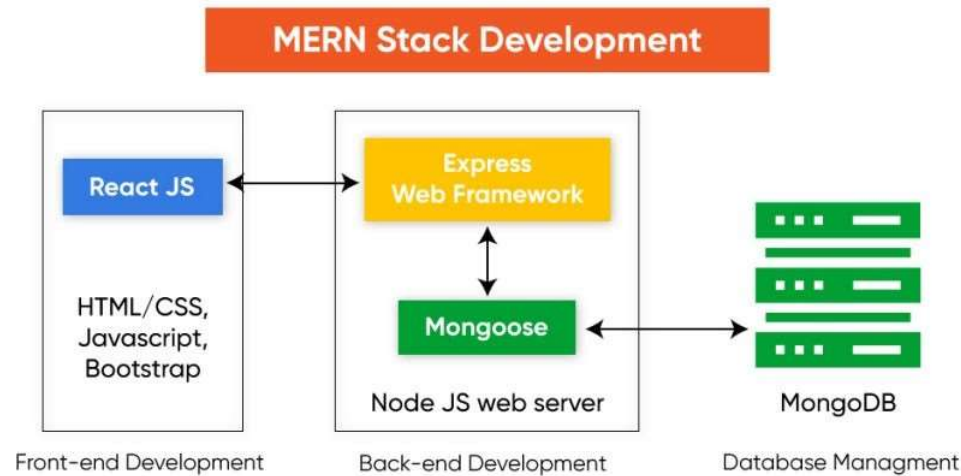 MERN Stack Development
React JS
HTML/CSS,
Javascript,
Bootstrap
Front-end Development
Express
Web Framework
Mongoose
Node JS web server
Back-end Development
MongoDB
Database Managment